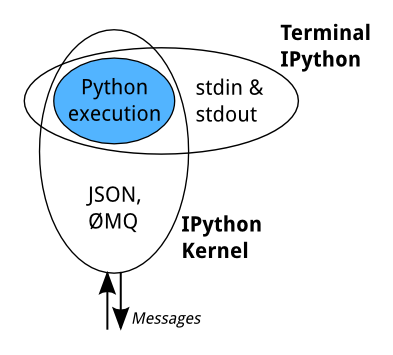 Terminal
IPython
Python
execution
stdin &
stdout
JSON,
ØMQ
IPython
Kernel
Messages